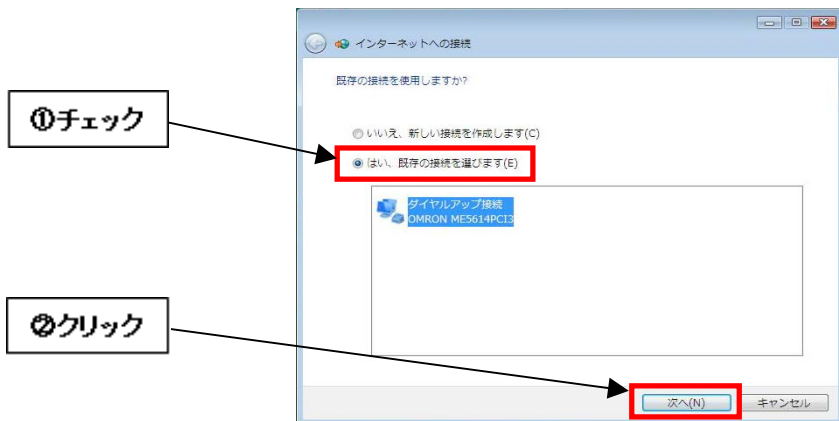 インターネットへの接続
既存の接続を使用しますか?
①チェック
いいえ、新しい接続を作成します(C)
はい、既存の接続を選びます(E)
ダイヤルアップ接続
OMRON ME5614PCI3
②クリック
次へ(N)
キャンセル